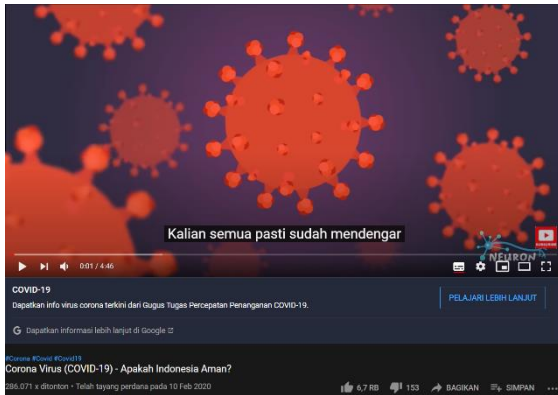 Kalian semua pasti sudah mendengar
NEURON
SUBSCRIBE
0:01 / 4:46
COVID-19
Dapatkan info virus corona terkini dari Gugus Tugas Percepatan Penanganan COVID-19.
PELAJARI LEBIH LANJUT
G Dapatkan informasi lebih lanjut di Google
#Corona #Covid #Covid19
Corona Virus (COVID-19) - Apakah Indonesia Aman?
286.071 x ditonton • Telah tayang perdana pada 10 Feb 2020
6,7 RB 153 BAGIKAN SIMPAN ...